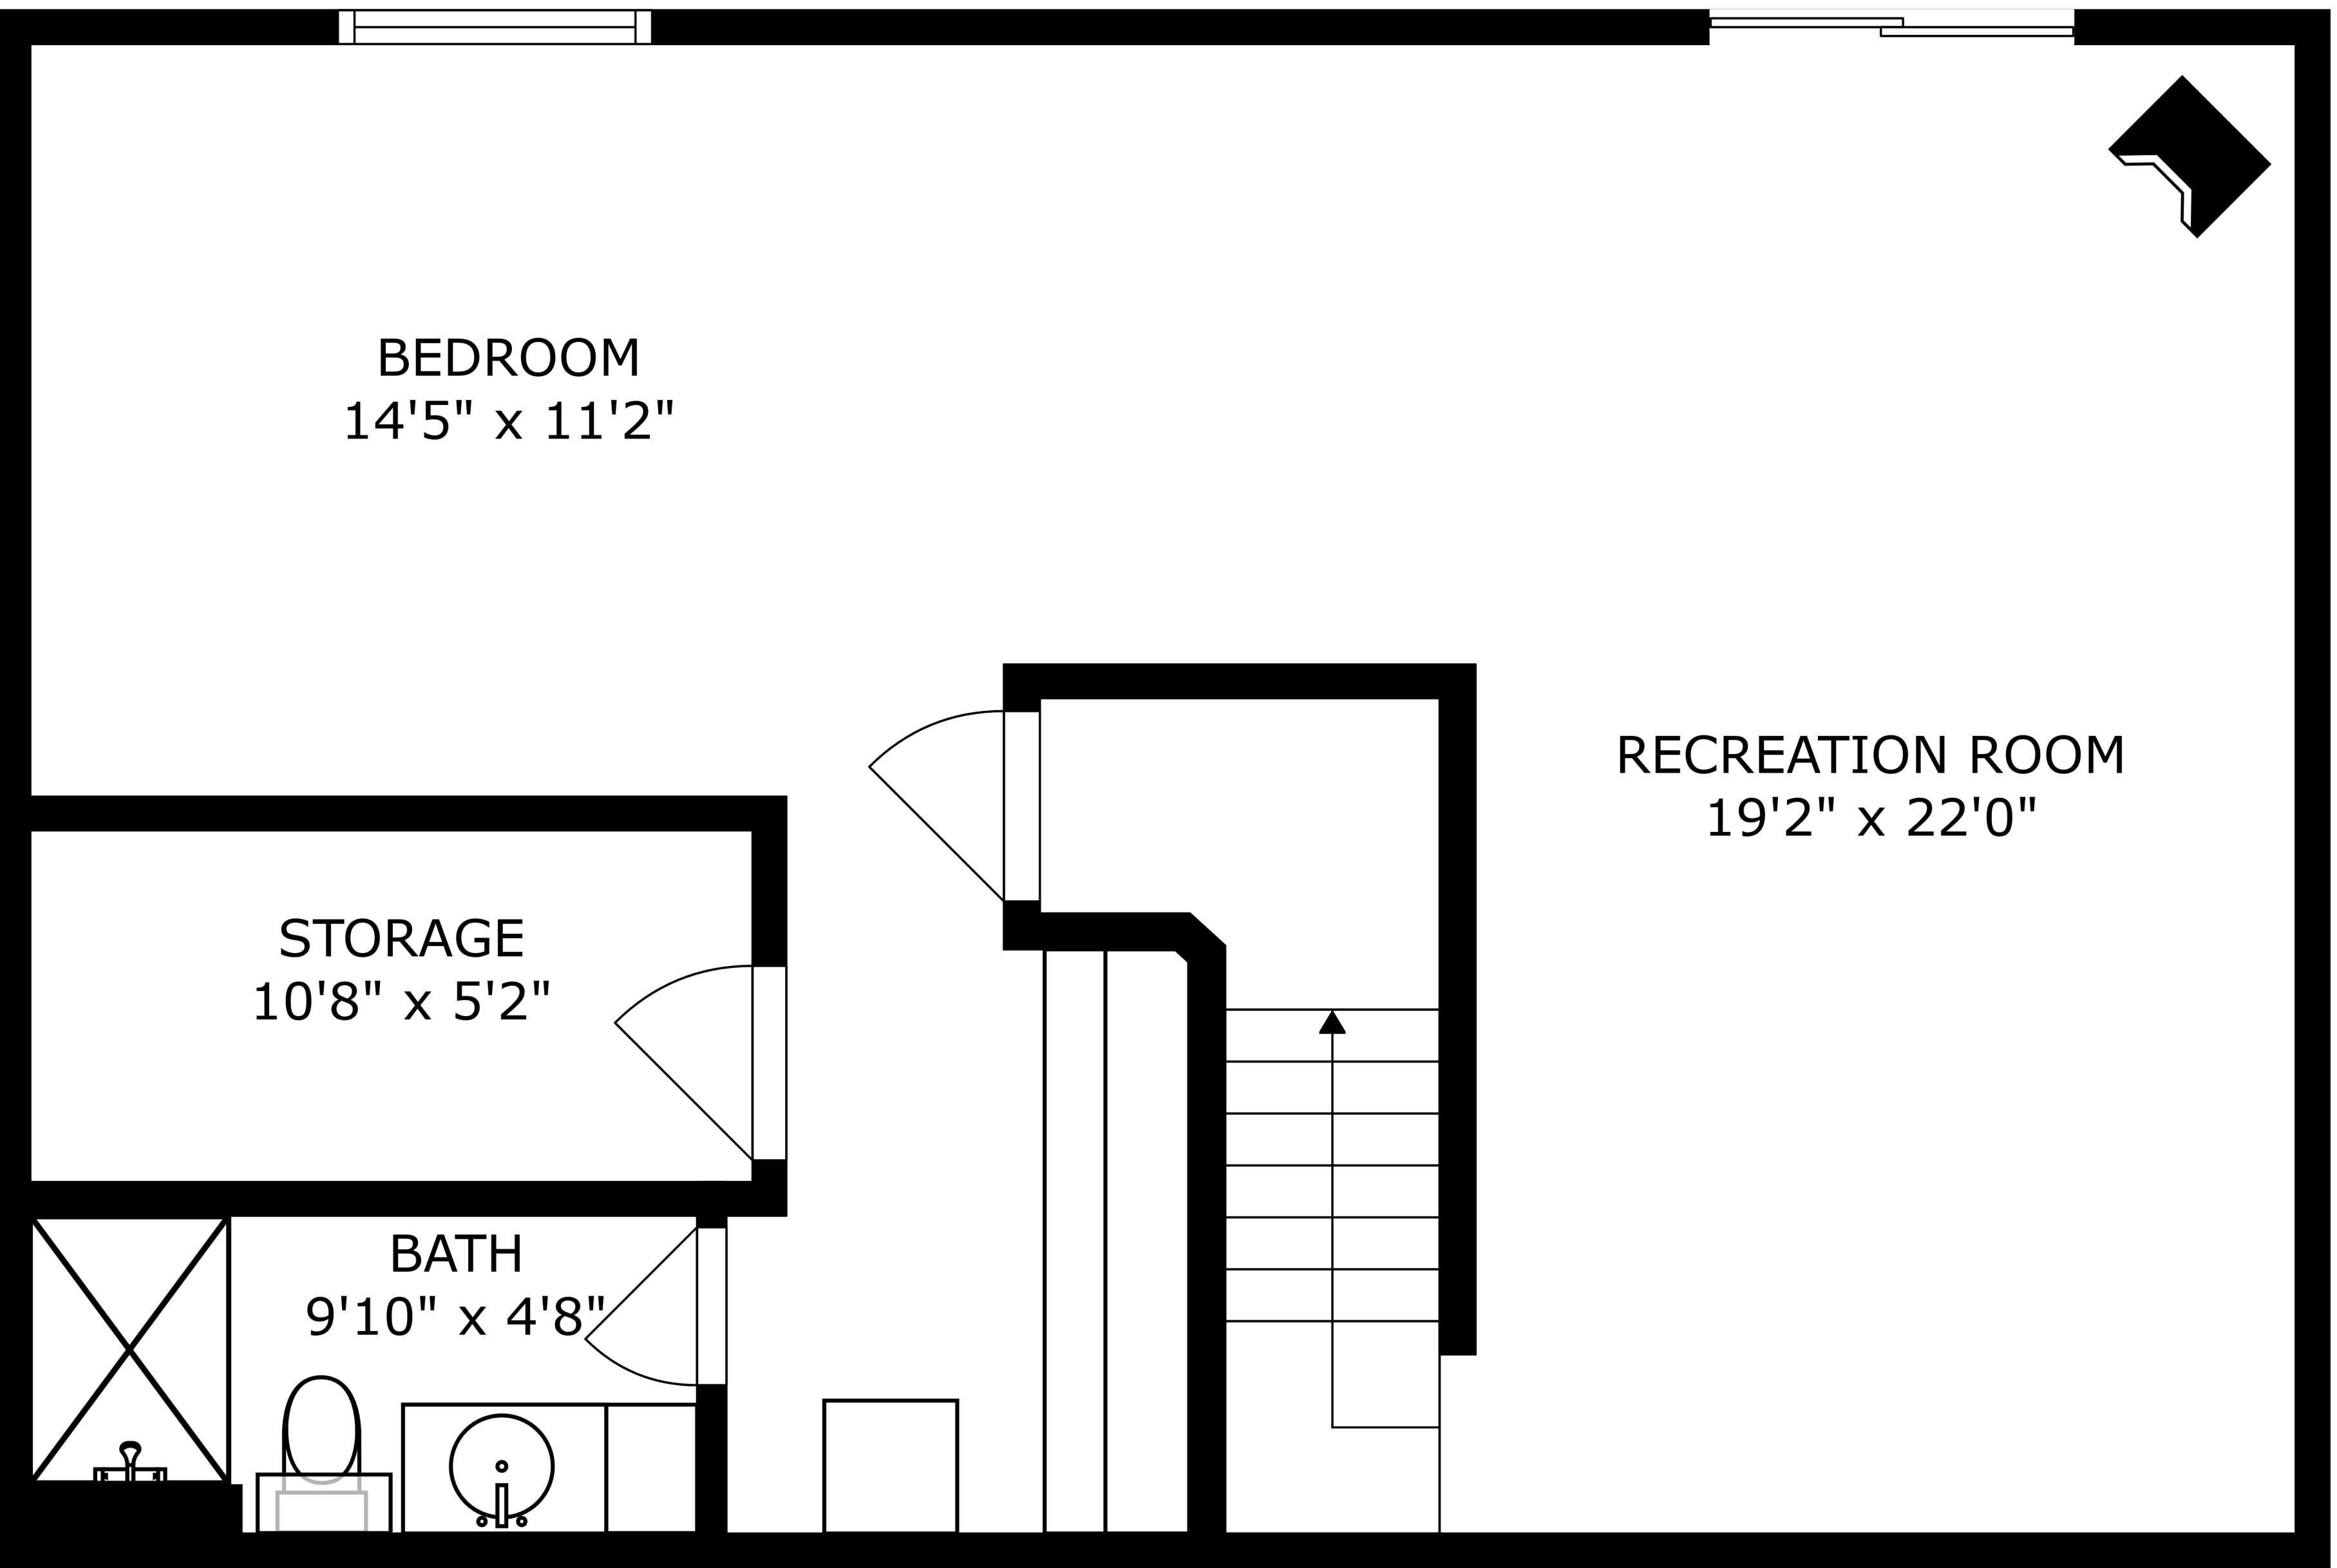 BEDROOM
14'5" x 11'2"
RECREATION ROOM
19'2" x 22'0"
STORAGE
10'8" x 5'2"
BATH
9'10" x 4'8"